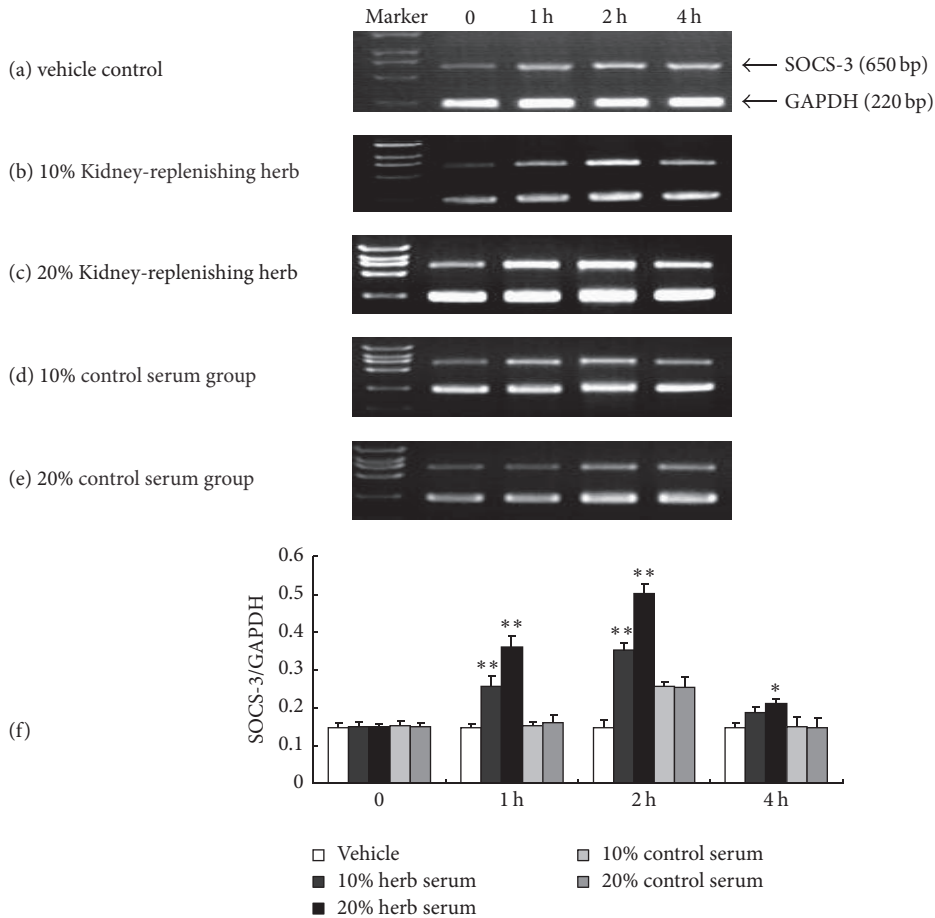 Marker 0 1 h 2 h 4 h
(a) vehicle control
SOCS-3 (650 bp)
GAPDH (220 bp)
(b) 10% Kidney-replenishing herb
(c) 20% Kidney-replenishing herb
(d) 10% control serum group
(e) 20% control serum group
(f)
SOCS-3/GAPDH
0.6
0.5
0.4
0.3
0.2
0.1
0
** **
** **
*
0 1 h 2 h 4 h
Vehicle
10% herb serum
20% herb serum
10% control serum
20% control serum